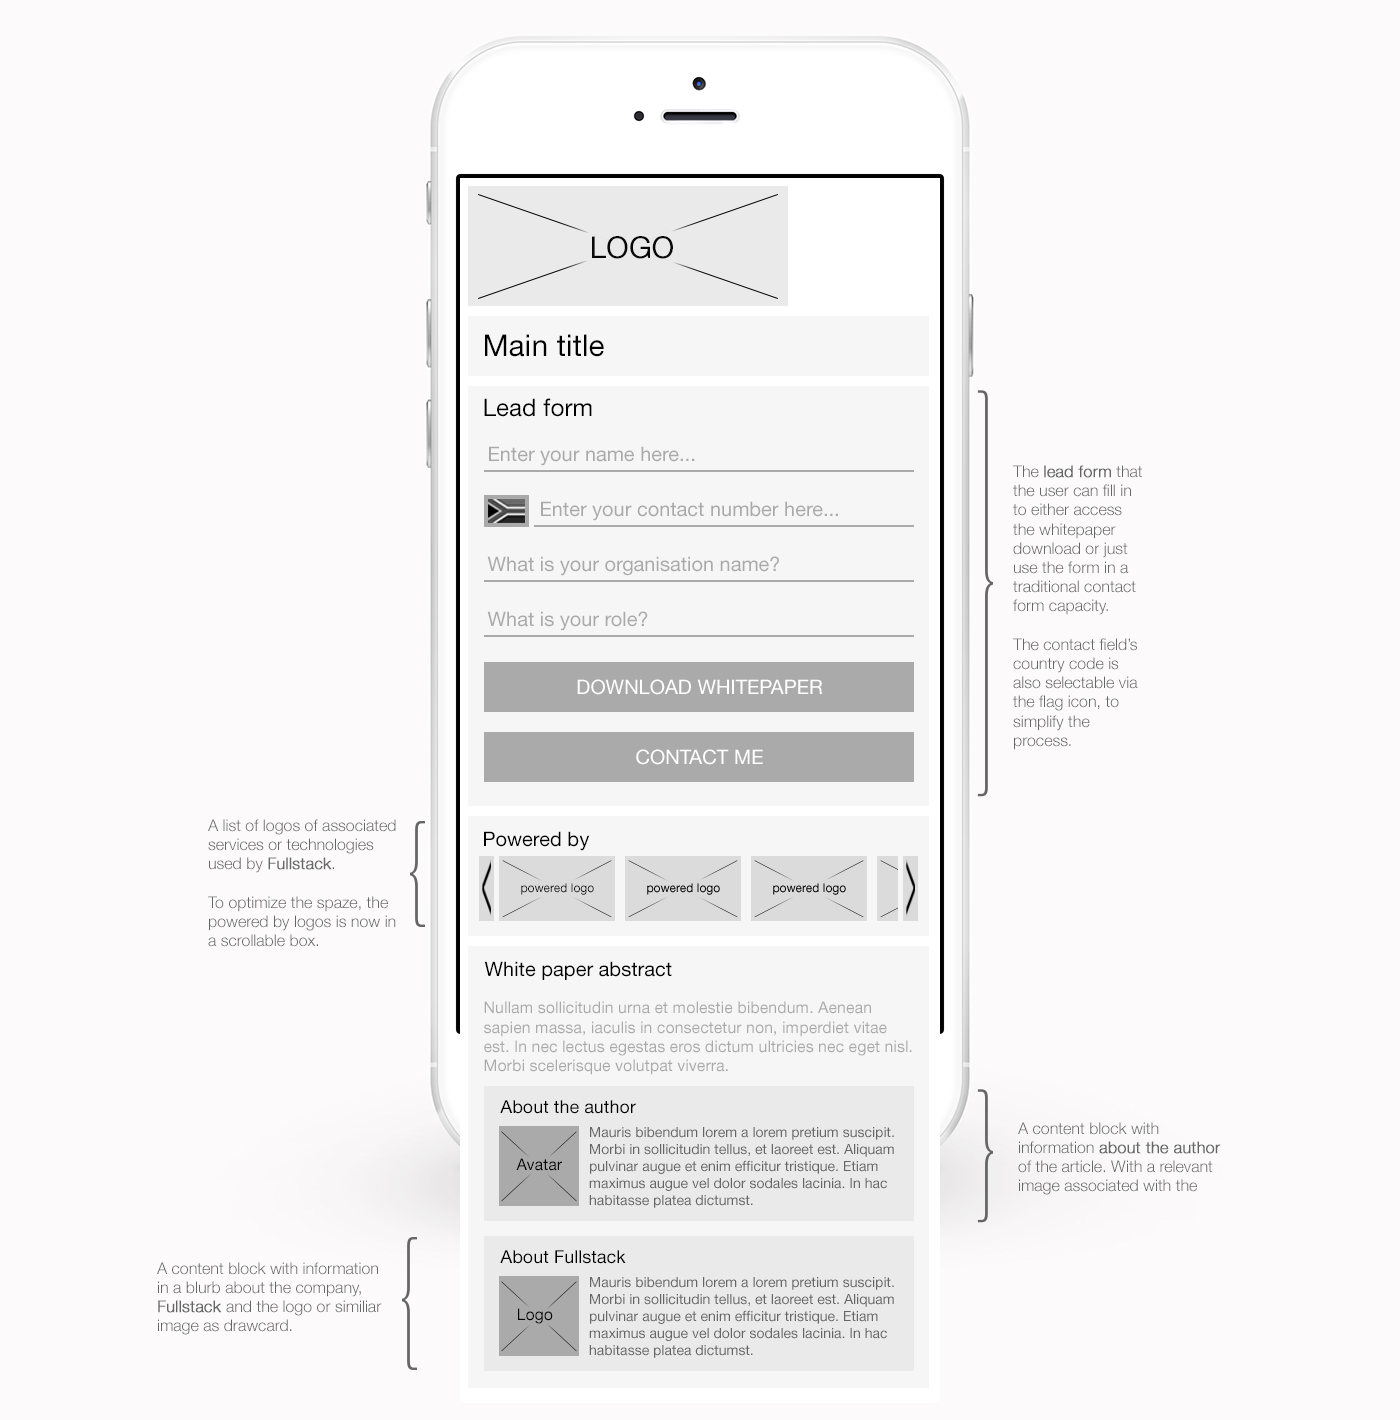 LOGO
Main title
Lead form
Enter your name here...
Enter your contact number here...
What is your organisation name?
What is your role?
DOWNLOAD WHITEPAPER
CONTACT ME
The lead form that
the user can fill in
to either access
the whitepaper
download or just
use the form in a
traditional contact
form capacity.
The contact field's
country code is
also selectable via
the flag icon, to
simplify the
process.
A list of logos of associated
services or technologies
used by Fullstack.
To optimize the spaze, the
powered by logos is now in
a scrollable box.
Powered by
powered logo
powered logo
powered logo
White paper abstract
Nullam sollicitudin urna et molestie bibendum. Aenean
sapien massa, iaculis in consectetur non, imperdiet vitae
est. In nec lectus egestas eros dictum ultricies nec eget nisl.
Morbi scelerisque volutpat viverra.
About the author
Avatar
Mauris bibendum lorem a lorem pretium suscipit.
Morbi in sollicitudin tellus, et laoreet est. Aliquam
pulvinar augue et enim efficitur tristique. Etiam
maximus augue vel dolor sodales lacinia. In hac
habitasse platea dictumst.
A content block with
information about the author
of the article. With a relevant
image associated with the
A content block with information
in a blurb about the company,
Fullstack and the logo or similiar
image as drawcard.
About Fullstack
Logo
Mauris bibendum lorem a lorem pretium suscipit.
Morbi in sollicitudin tellus, et laoreet est. Aliquam
pulvinar augue et enim efficitur tristique. Etiam
maximus augue vel dolor sodales lacinia. In hac
habitasse platea dictumst.